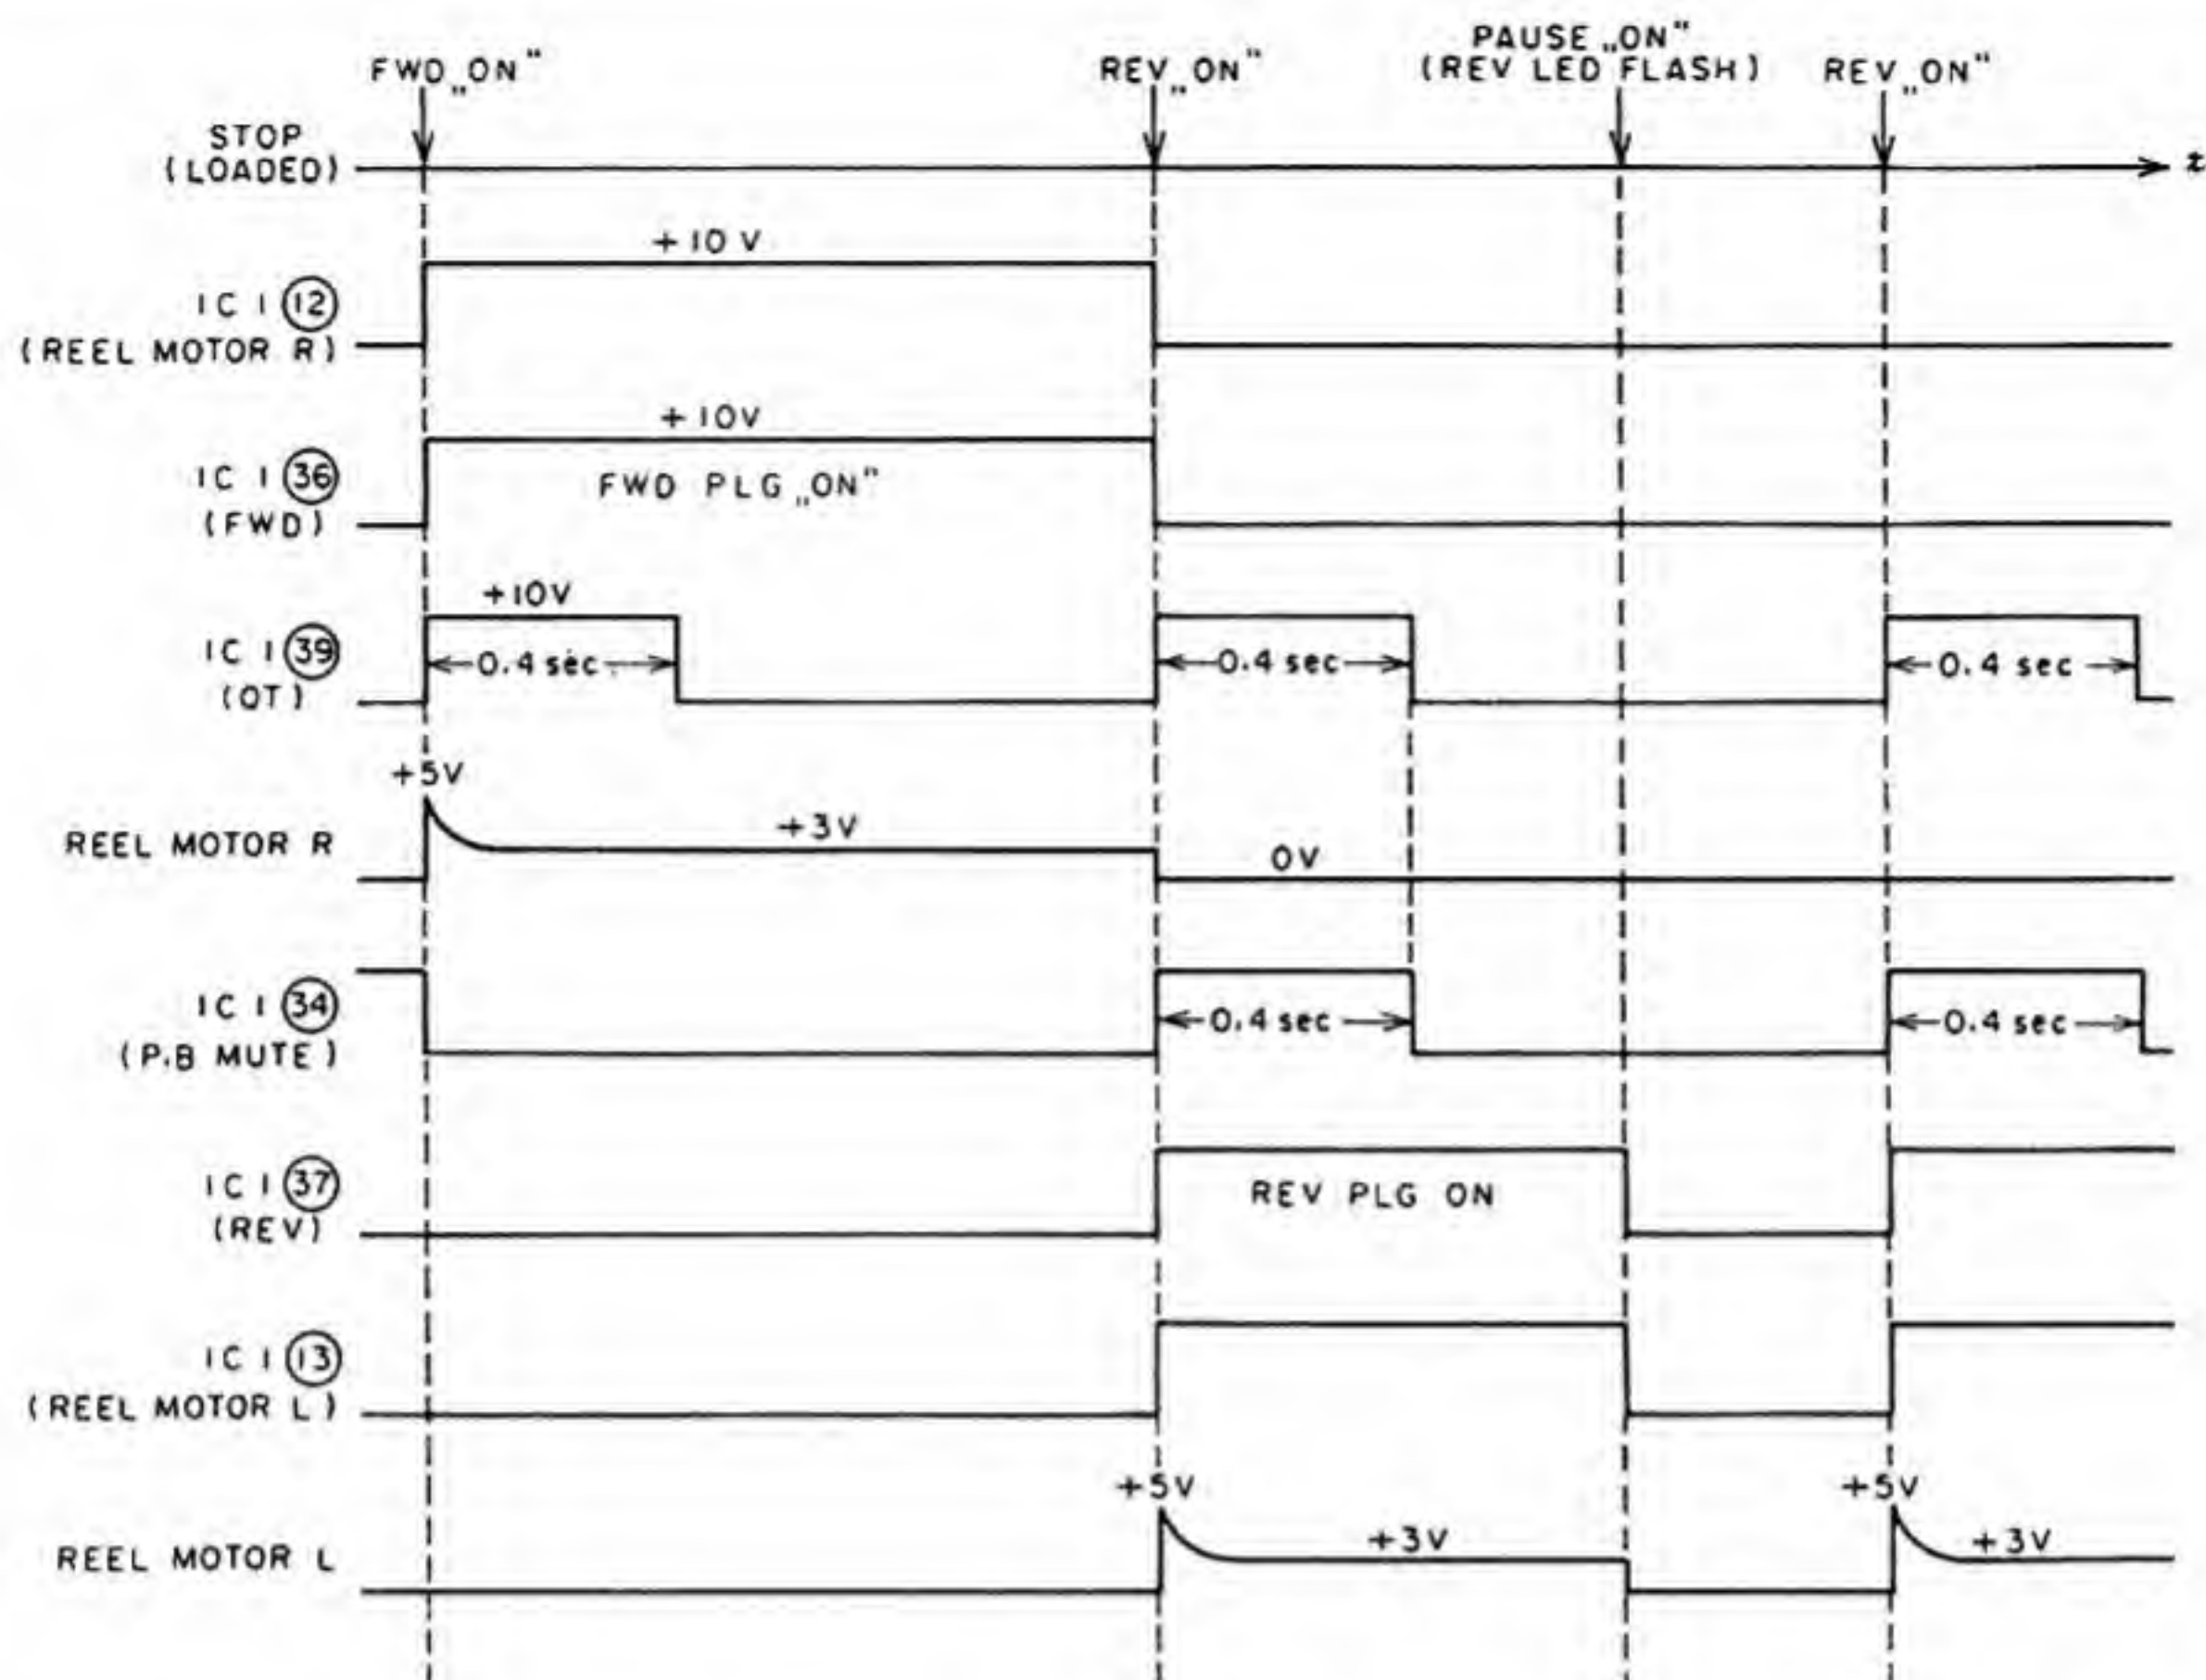 FWD „ON"
REV „ON"
PAUSE „ON"
(REV LED FLASH)
REV „ON"
STOP
(LOADED)
t
+10 V
IC 1 12
(REEL MOTOR R)
+10V
IC 1 36
(FWD)
FWD PLG „ON"
+10V
IC 1 39
(OT)
0.4 sec
0.4 sec
0.4 sec
+5V
REEL MOTOR R
+3V
0V
IC 1 34
(P.B MUTE)
0.4 sec
0.4 sec
IC 1 37
(REV)
REV PLG ON
IC 1 13
(REEL MOTOR L)
+5V
+5V
REEL MOTOR L
+3V
+3V